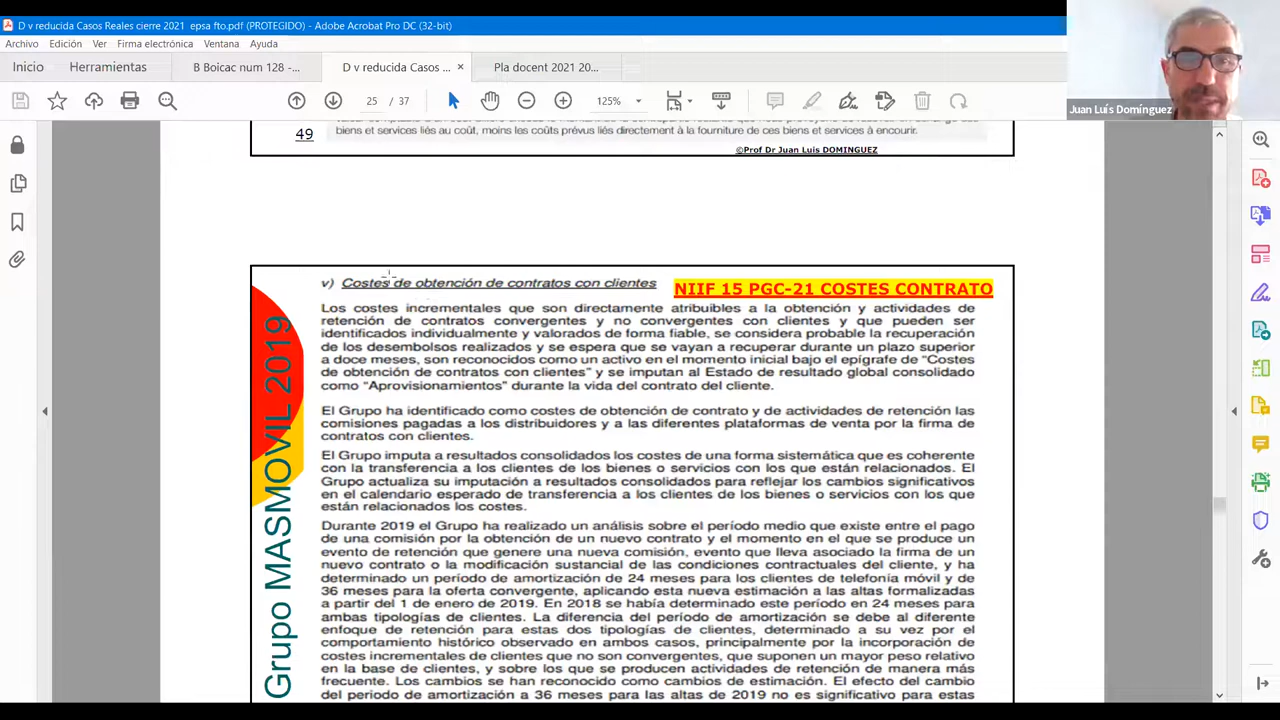 D v reducida Casos Reales cierre 2021 epsa fto.pdf (PROTEGIDO) - Adobe Acrobat Pro DC (32-bit)
Archivo Edición Ver Firma electrónica Ventana Ayuda
Inicio Herramientas B Boicac num 128 -... D v reducida Casos ... × Pla docent 2021 20...
25 / 37 125%
Juan Luís Domínguez
biens et services liés au coût, moins les coûts prévus liés directement à la fourniture de ces biens et services à encourir.
49
©Prof Dr Juan Luis DOMINGUEZ
v) Costes de obtención de contratos con clientes
NIIF 15 PGC-21 COSTES CONTRATO
Los costes incrementales que son directamente atribuibles a la obtención y actividades de
retención de contratos convergentes y no convergentes con clientes y que pueden ser
identificados individualmente y valorados de forma fiable, se considera probable la recuperación
de los desembolsos realizados y se espera que se vayan a recuperar durante un plazo superior
a doce meses, son reconocidos como un activo en el momento inicial bajo el epígrafe de “Costes
de obtención de contratos con clientes” y se imputan al Estado de resultado global consolidado
como “Aprovisionamientos” durante la vida del contrato del cliente.
El Grupo ha identificado como costes de obtención de contrato y de actividades de retención las
comisiones pagadas a los distribuidores y a las diferentes plataformas de venta por la firma de
contratos con clientes.
El Grupo imputa a resultados consolidados los costes de una forma sistemática que es coherente
con la transferencia a los clientes de los bienes o servicios con los que están relacionados. El
Grupo actualiza su imputación a resultados consolidados para reflejar los cambios significativos
en el calendario esperado de transferencia a los clientes de los bienes o servicios con los que
están relacionados los costes.
Durante 2019 el Grupo ha realizado un análisis sobre el período medio que existe entre el pago
de una comisión por la obtención de un nuevo contrato y el momento en el que se produce un
evento de retención que genere una nueva comisión, evento que lleva asociado la firma de un
nuevo contrato o la modificación sustancial de las condiciones contractuales del cliente, y ha
determinado un período de amortización de 24 meses para los clientes de telefonía móvil y de
36 meses para la oferta convergente, aplicando esta nueva estimación a las altas formalizadas
a partir del 1 de enero de 2019. En 2018 se había determinado este período en 24 meses para
ambas tipologías de clientes. La diferencia del período de amortización se debe al diferente
enfoque de retención para estas dos tipologías de clientes, determinado a su vez por el
comportamiento histórico observado en ambos casos, principalmente por la incorporación de
costes incrementales de clientes que no son convergentes, que suponen un mayor peso relativo
en la base de clientes, y sobre los que se producen actividades de retención de manera más
frecuente. Los cambios se han reconocido como cambios de estimación. El efecto del cambio
del periodo de amortización a 36 meses para las altas de 2019 no es significativo para estas
Grupo MASMOVIL 2019